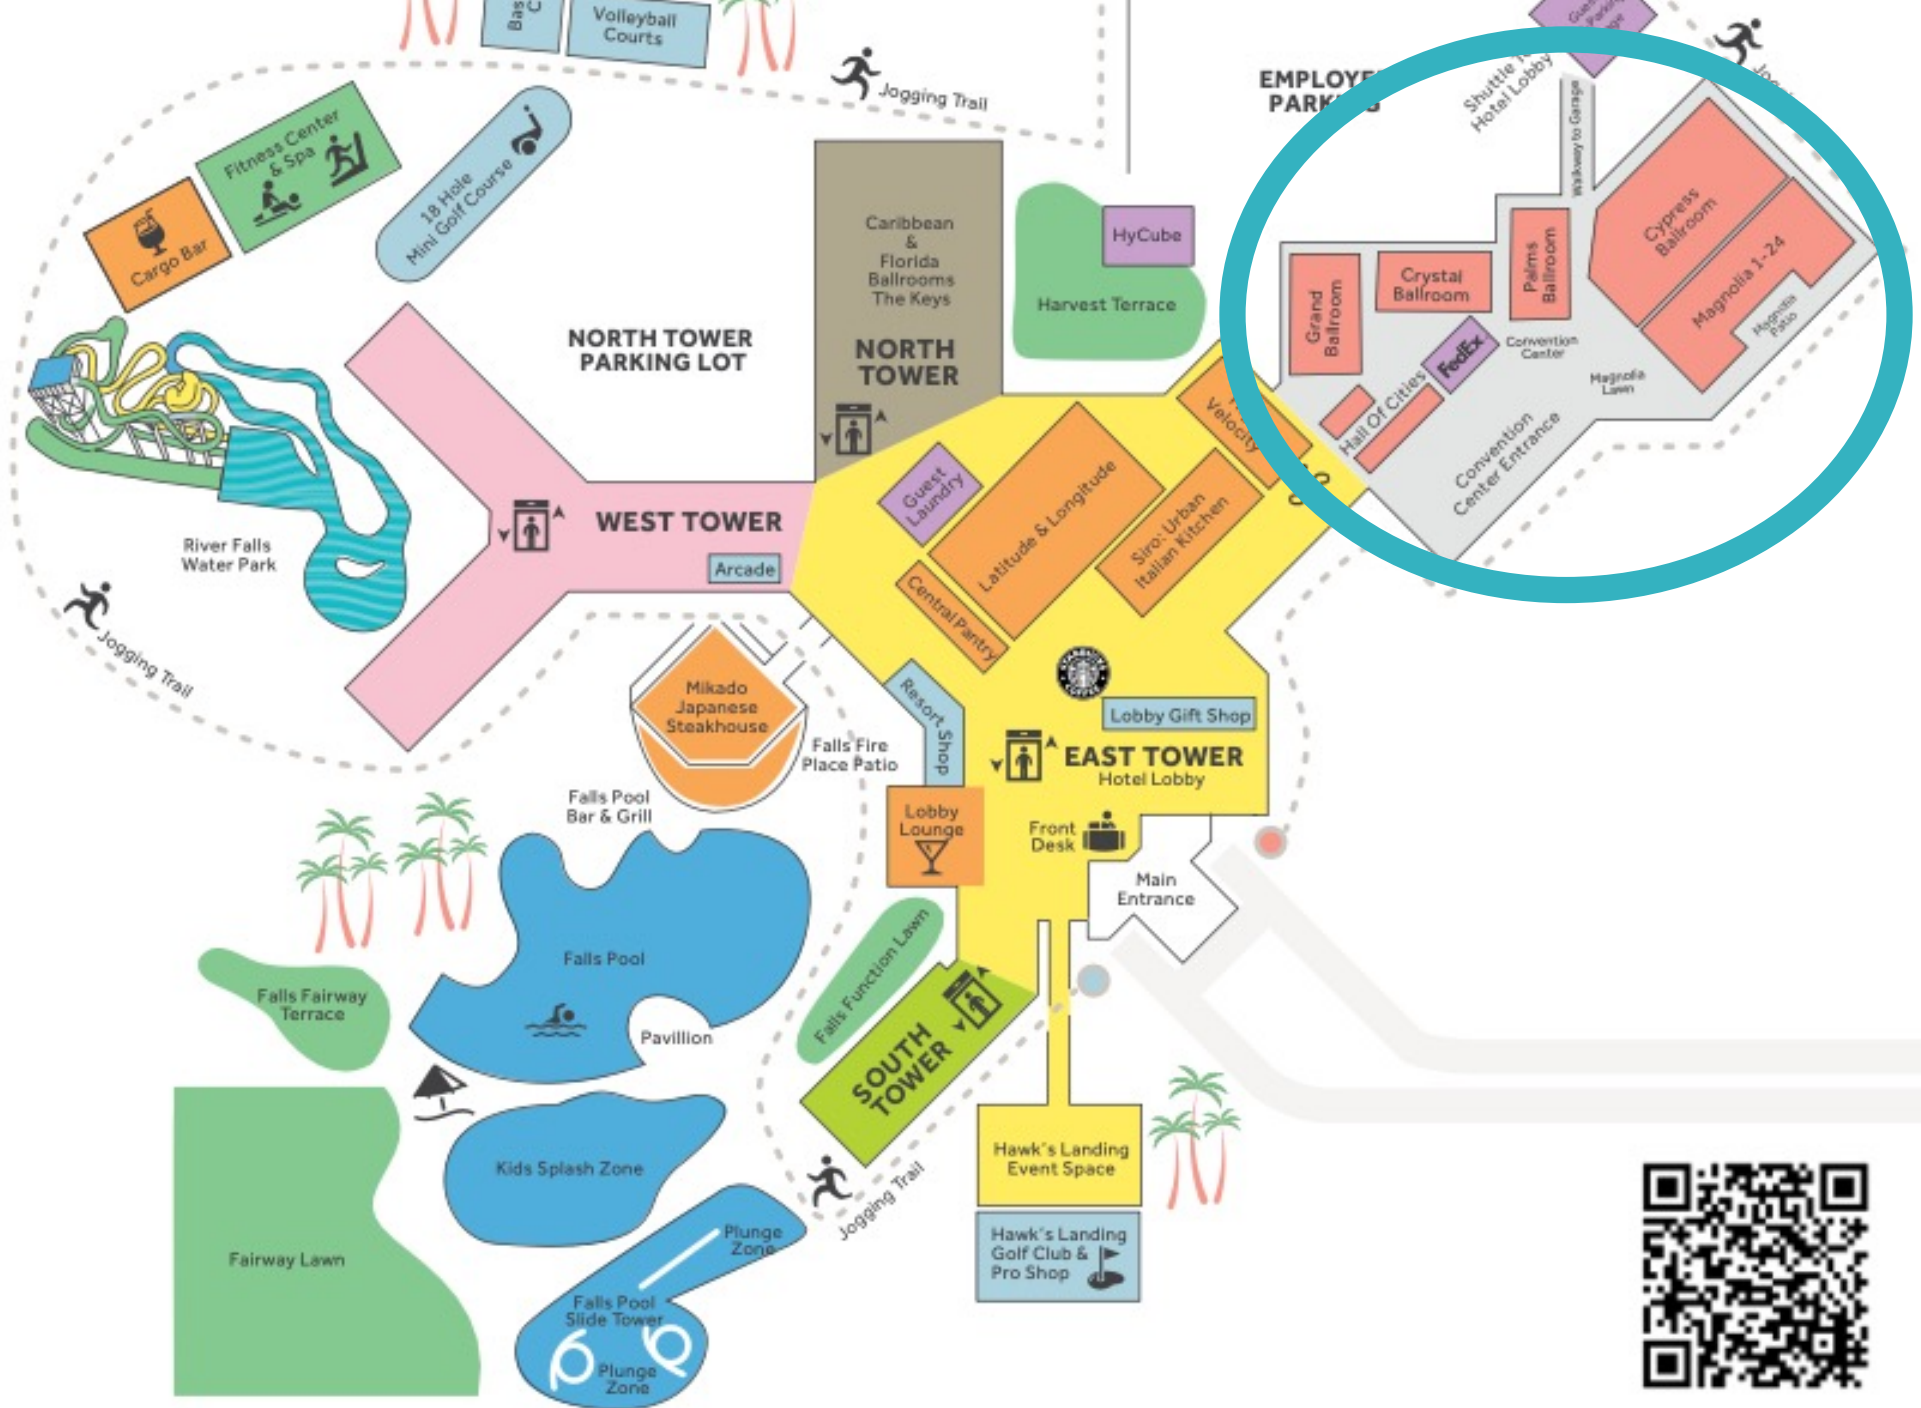 Volleyball
Courts
Jogging Trail
EMPLOYEE
PARKING
Shuttle
Hotel Lobby
Guest
Parking
Walkway to Garage
Fitness Center
& Spa
Cargo Bar
18 Hole
Mini Golf Course
Caribbean
&
Florida
Ballrooms
The Keys
NORTH
TOWER
HyCube
Harvest Terrace
Cypress
Ballroom
Magnolia 1-24
Magnolia
Patio
Palms
Ballroom
Crystal
Ballroom
Grand
Ballroom
FedEx
Convention
Center
Magnolia
Lawn
Hall Of Cities
Convention
Center Entrance
NORTH TOWER
PARKING LOT
Velocity
Guest
Laundry
Latitude & Longitude
Siro: Urban
Italian Kitchen
Central Pantry
WEST TOWER
Arcade
River Falls
Water Park
Jogging Trail
STARBUCKS
COFFEE
Mikado
Japanese
Steakhouse
Resort Shop
Lobby Gift Shop
Falls Fire
Place Patio
EAST TOWER
Hotel Lobby
Falls Pool
Bar & Grill
Lobby
Lounge
Front
Desk
Main
Entrance
Falls Pool
Falls Function Lawn
Falls Fairway
Terrace
Pavillion
SOUTH
TOWER
Kids Splash Zone
Hawk's Landing
Event Space
Jogging Trail
Fairway Lawn
Plunge
Zone
Hawk's Landing
Golf Club &
Pro Shop
Falls Pool
Slide Tower
Plunge
Zone